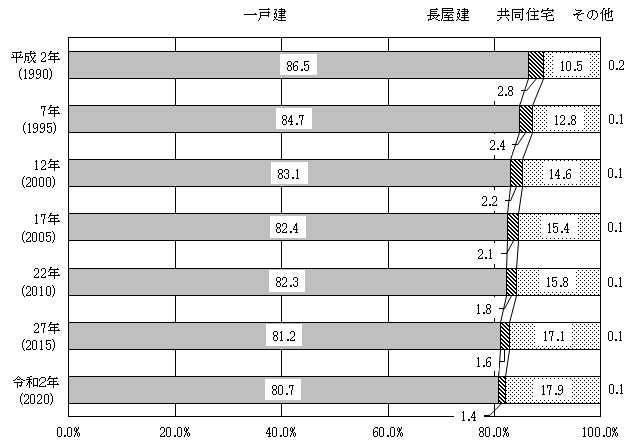 一戸建 長屋建 共同住宅 その他
平成 2年
(1990)
86.5 10.5 0.2
2.8
7年
(1995)
84.7 12.8 0.1
2.4
12年
(2000)
83.1 14.6 0.1
2.2
17年
(2005)
82.4 15.4 0.1
2.1
22年
(2010)
82.3 15.8 0.1
1.8
27年
(2015)
81.2 17.1 0.1
1.6
令和2年
(2020)
80.7 17.9 0.1
1.4
0.0% 20.0% 40.0% 60.0% 80.0% 100.0%